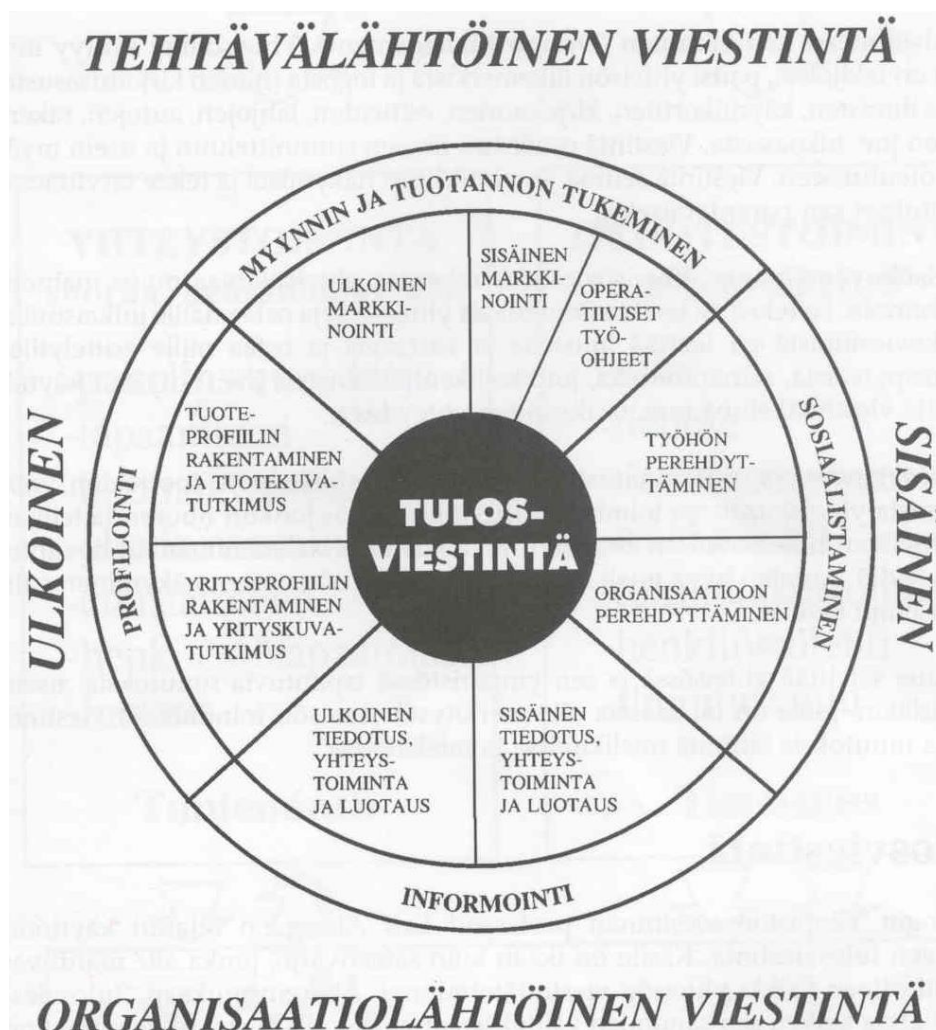 TEHTÄVÄLÄHTÖINEN VIESTINTÄ
MYYNNIN JA TUOTANNON TUKEMINEN
ULKOINEN
MARKKI-
NOINTI
SISÄINEN
MARKKI-
NOINTI
OPERA-
TIIVISET
TYÖ-
OHJEET
TUOTE-
PROFIILIN
RAKENTAMINEN
JA TUOTEKUVA-
TUTKIMUS
TYÖHÖN
PEREHDYT-
TÄMINEN
ULKOINEN
PROFILOINTI
TULOS-
VIESTINTÄ
SOSIAALISTAMINEN
SISÄINEN
YRITYSPROFIILIN
RAKENTAMINEN
JA YRITYSKUVA-
TUTKIMUS
ORGANISAATIOON
PEREHDYTTÄMINEN
ULKOINEN
TIEDOTUS,
YHTEYS-
TOIMINTA
JA LUOTAUS
SISÄINEN
TIEDOTUS,
YHTEYS-
TOIMINTA
JA LUOTAUS
INFORMOINTI
ORGANISAATIOLÄHTÖINEN VIESTINTÄ